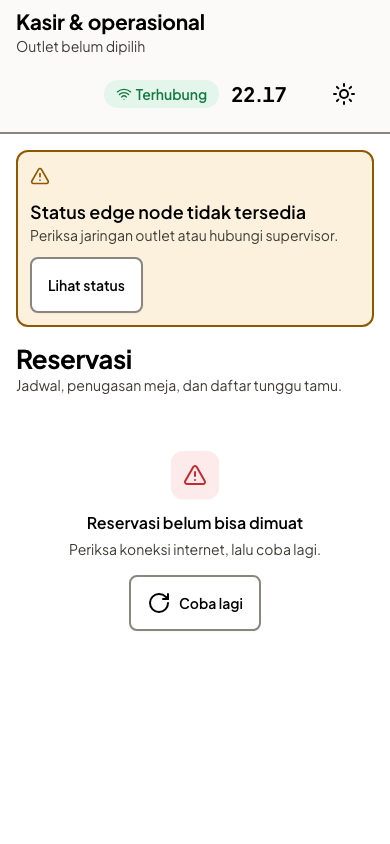 Kasir & operasional
Outlet belum dipilih
Terhubung
22.17
Status edge node tidak tersedia
Periksa jaringan outlet atau hubungi supervisor.
Lihat status
Reservasi
Jadwal, penugasan meja, dan daftar tunggu tamu.
Reservasi belum bisa dimuat
Periksa koneksi internet, lalu coba lagi.
Coba lagi